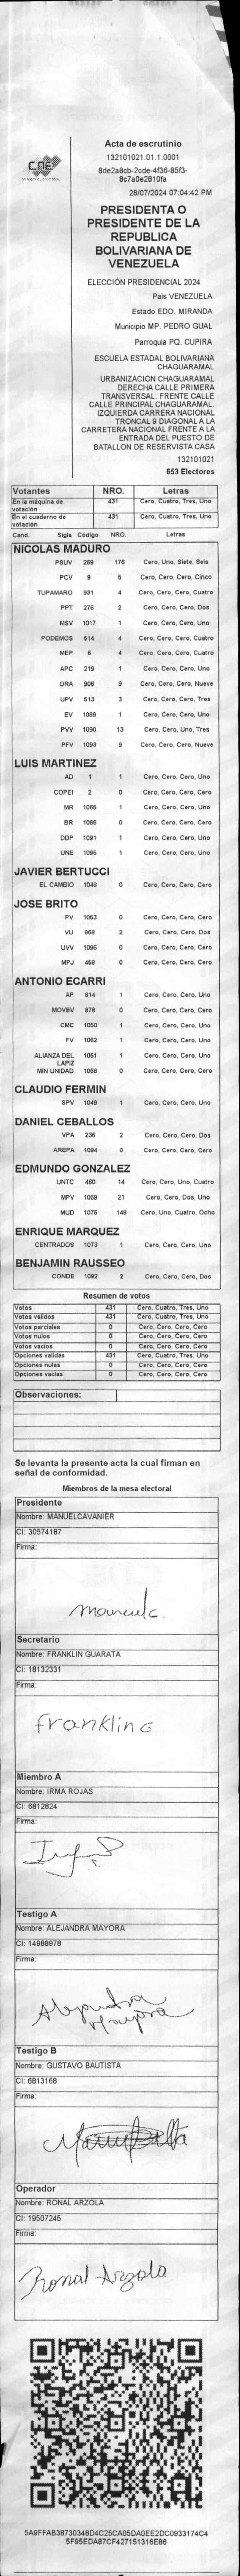 CNE
Acta de escrutinio
132101021.01.1.0001
8de2a8cb-2cde-4f36-85f3-
8c7a0e2810fa
28/07/2024 07:04:42 PM
PRESIDENTA O
PRESIDENTE DE LA
REPUBLICA
BOLIVARIANA DE
VENEZUELA
ELECCIÓN PRESIDENCIAL 2024
Pais VENEZUELA
Estado EDO. MIRANDA
Municipio MP. PEDRO GUAL
Parroquia PQ. CUPIRA
ESCUELA ESTADAL BOLIVARIANA
CHAGUARAMAL
URBANIZACION CHAGUARAMAL
DERECHA CALLE PRIMERA
TRANSVERSAL. FRENTE CALLE
CALLE PRINCIPAL CHAGUARAMAL.
IZQUIERDA CARRERA NACIONAL
TRONCAL 9 DIAGONAL A LA
CARRETERA NACIONAL FRENTE A LA
ENTRADA DEL PUESTO DE
BATALLON DE RESERVISTA CASA
132101021
653 Electores
Votantes NRO. Letras
En la máquina de votación 431 Cero, Cuatro, Tres, Uno
En el cuaderno de votación 431 Cero, Cuatro, Tres, Uno
Cand. Sigla Código NRO. Letras
NICOLAS MADURO
PSUV 269 176 Cero, Uno, Siete, Seis
PCV 9 5 Cero, Cero, Cero, Cinco
TUPAMARO 931 4 Cero, Cero, Cero, Cuatro
PPT 276 2 Cero, Cero, Cero, Dos
MSV 1017 1 Cero, Cero, Cero, Uno
PODEMOS 514 4 Cero, Cero, Cero, Cuatro
MEP 6 4 Cero, Cero, Cero, Cuatro
APC 219 1 Cero, Cero, Cero, Uno
ORA 906 9 Cero, Cero, Cero, Nueve
UPV 513 3 Cero, Cero, Cero, Tres
EV 1089 1 Cero, Cero, Cero, Uno
PVV 1090 13 Cero, Cero, Uno, Tres
PFV 1093 9 Cero, Cero, Cero, Nueve
LUIS MARTINEZ
AD 1 1 Cero, Cero, Cero, Uno
COPEI 2 0 Cero, Cero, Cero, Cero
MR 1065 1 Cero, Cero, Cero, Uno
BR 1066 0 Cero, Cero, Cero, Cero
DDP 1091 1 Cero, Cero, Cero, Uno
UNE 1095 1 Cero, Cero, Cero, Uno
JAVIER BERTUCCI
EL CAMBIO 1048 0 Cero, Cero, Cero, Cero
JOSE BRITO
PV 1053 0 Cero, Cero, Cero, Cero
VU 968 2 Cero, Cero, Cero, Dos
UVV 1096 0 Cero, Cero, Cero, Cero
MPJ 458 0 Cero, Cero, Cero, Cero
ANTONIO ECARRI
AP 814 1 Cero, Cero, Cero, Uno
MOVEV 978 0 Cero, Cero, Cero, Cero
CMC 1050 1 Cero, Cero, Cero, Uno
FV 1062 1 Cero, Cero, Cero, Uno
ALIANZA DEL LAPIZ 1051 1 Cero, Cero, Cero, Uno
MIN UNIDAD 1068 0 Cero, Cero, Cero, Cero
CLAUDIO FERMIN
SPV 1049 1 Cero, Cero, Cero, Uno
DANIEL CEBALLOS
VPA 236 2 Cero, Cero, Cero, Dos
AREPA 1094 0 Cero, Cero, Cero, Cero
EDMUNDO GONZALEZ
UNTC 460 14 Cero, Cero, Uno, Cuatro
MPV 1069 21 Cero, Cero, Dos, Uno
MUD 1075 148 Cero, Uno, Cuatro, Ocho
ENRIQUE MARQUEZ
CENTRADOS 1073 1 Cero, Cero, Cero, Uno
BENJAMIN RAUSSEO
CONDE 1092 2 Cero, Cero, Cero, Dos
Resumen de votos
Votos 431 Cero, Cuatro, Tres, Uno
Votos validos 431 Cero, Cuatro, Tres, Uno
Votos parciales 0 Cero, Cero, Cero, Cero
Votos nulos 0 Cero, Cero, Cero, Cero
Votos vacios 0 Cero, Cero, Cero, Cero
Opciones validas 431 Cero, Cuatro, Tres, Uno
Opciones nulas 0 Cero, Cero, Cero, Cero
Opciones vacias 0 Cero, Cero, Cero, Cero
Observaciones:
Se levanta la presente acta la cual firman en
señal de conformidad.
Miembros de la mesa electoral
Presidente
Nombre: MANUELCAVANIER
CI: 30574187
Firma:
Secretario
Nombre: FRANKLIN GUARATA
CI: 18132331
Firma:
Franklin G
Miembro A
Nombre: IRMA ROJAS
CI: 6812824
Firma:
Testigo A
Nombre: ALEJANDRA MAYORA
CI: 14988978
Firma:
Alejandra
Mayora
Testigo B
Nombre: GUSTAVO BAUTISTA
CI: 6813168
Firma:
Operador
Nombre: RONAL ARZOLA
CI: 19507245
Firma:
Ronal Arzola
5A9FFAB38730348D4C25CA05DA0EE2DC0933174C4
5F95EDA87CF427151316E86